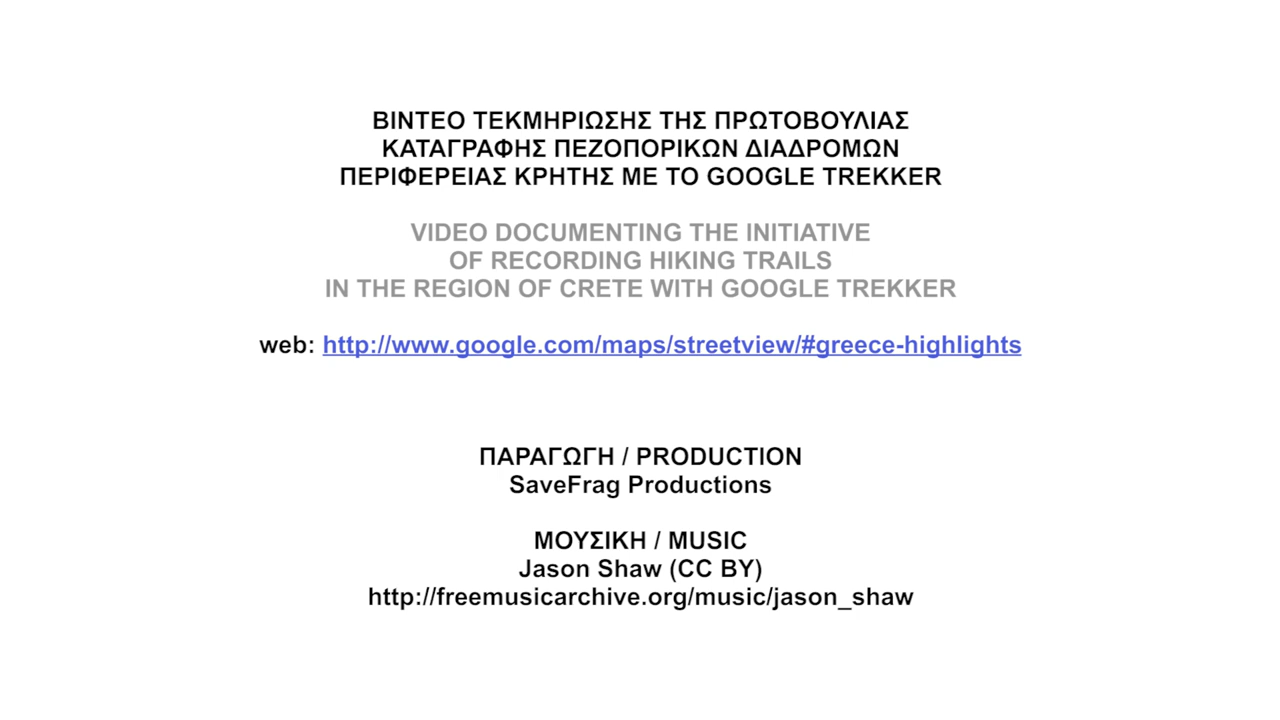 ΒΙΝΤΕΟ ΤΕΚΜΗΡΙΩΣΗΣ ΤΗΣ ΠΡΩΤΟΒΟΥΛΙΑΣ
ΚΑΤΑΓΡΑΦΗΣ ΠΕΖΟΠΟΡΙΚΩΝ ΔΙΑΔΡΟΜΩΝ
ΠΕΡΙΦΕΡΕΙΑΣ ΚΡΗΤΗΣ ΜΕ ΤΟ GOOGLE TREKKER
VIDEO DOCUMENTING THE INITIATIVE
OF RECORDING HIKING TRAILS
IN THE REGION OF CRETE WITH GOOGLE TREKKER
web: http://www.google.com/maps/streetview/#greece-highlights
ΠΑΡΑΓΩΓΗ / PRODUCTION
SaveFrag Productions
ΜΟΥΣΙΚΗ / MUSIC
Jason Shaw (CC BY)
http://freemusicarchive.org/music/jason_shaw